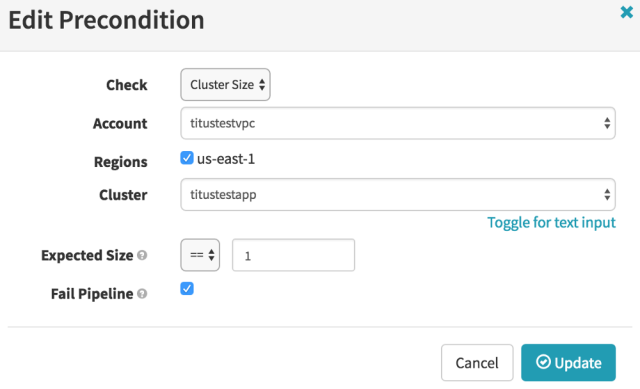 Edit Precondition
Check Cluster Size
Account titustestvpc
Regions us-east-1
Cluster titustestapp
Toggle for text input
Expected Size == 1
Fail Pipeline
Cancel Update